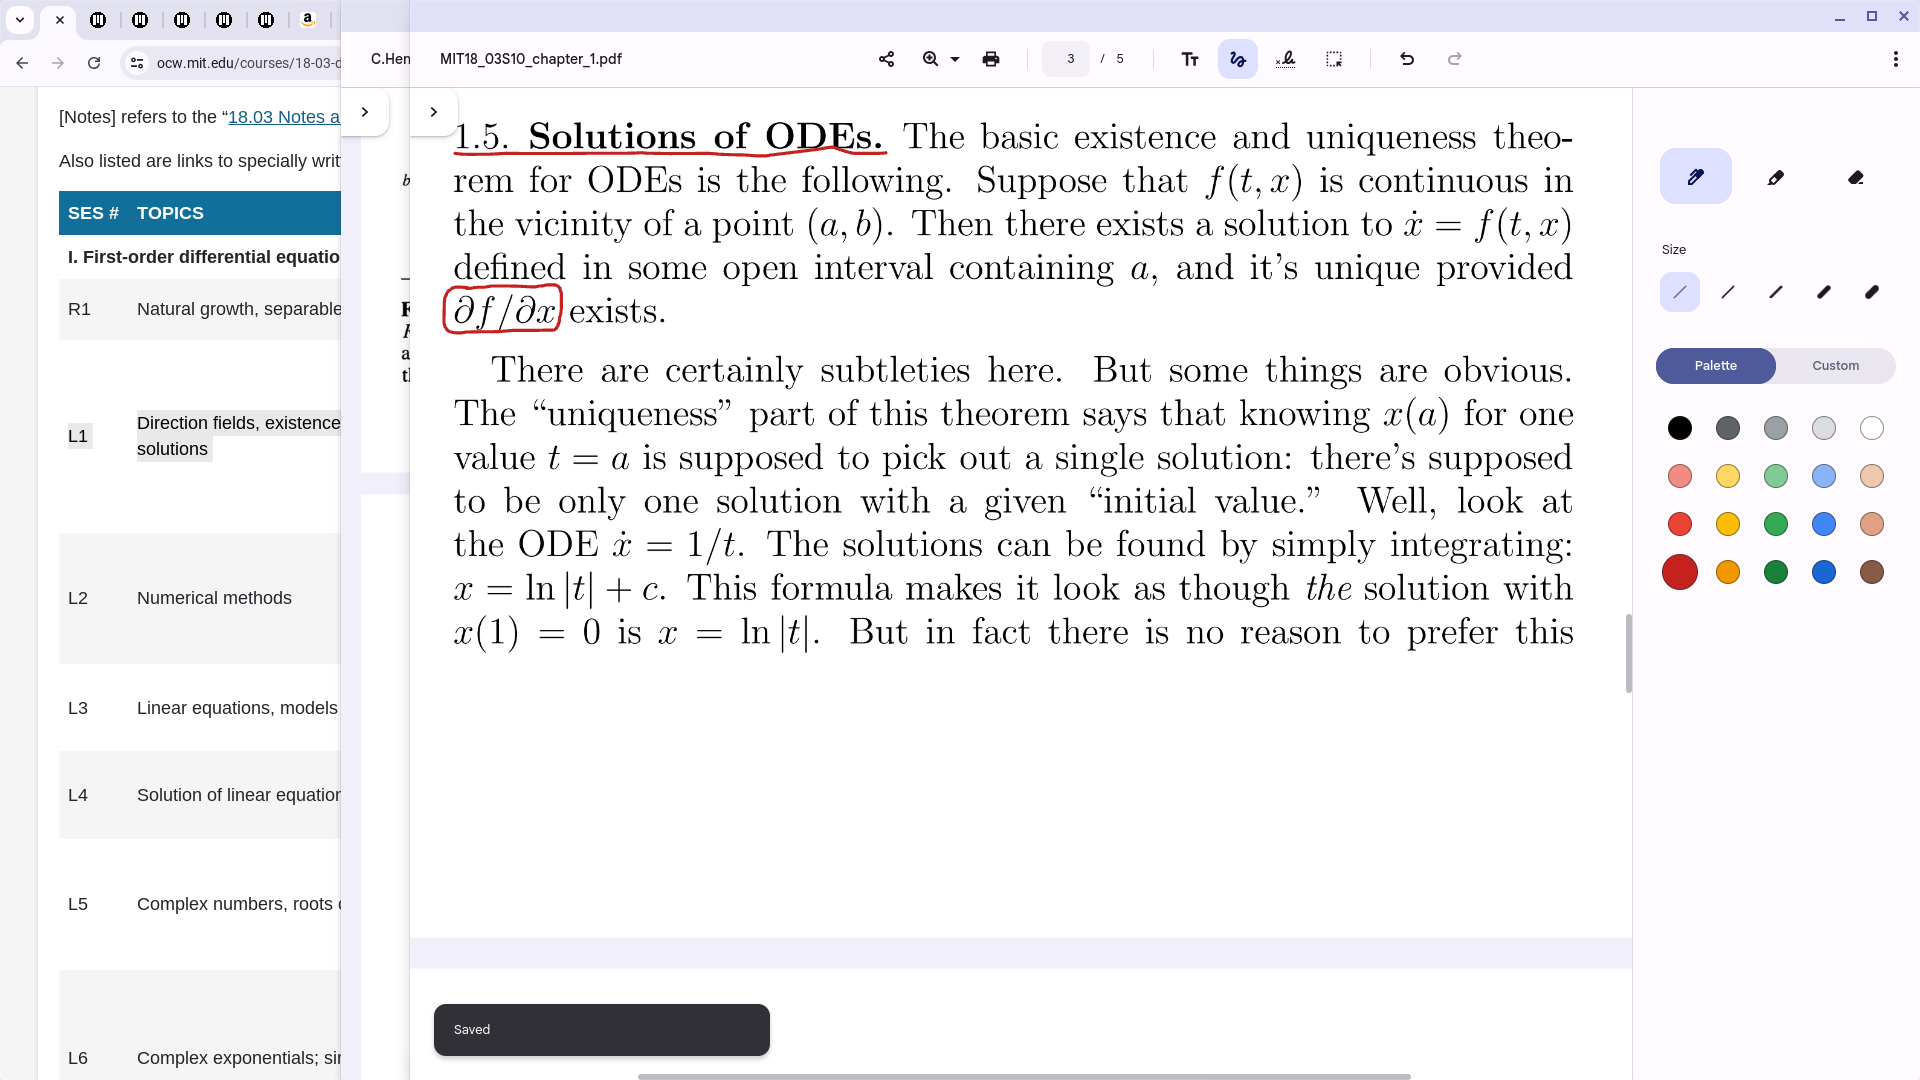 ocw.mit.edu/courses/18-03-d
[Notes] refers to the “18.03 Notes a
Also listed are links to specially writ
SES # TOPICS
I. First-order differential equatio
R1 Natural growth, separable
L1 Direction fields, existence
solutions
L2 Numerical methods
L3 Linear equations, models
L4 Solution of linear equation
L5 Complex numbers, roots o
L6 Complex exponentials; sin
C.Hen
b
a
th
MIT18_03S10_chapter_1.pdf
3 / 5
1.5. Solutions of ODEs. The basic existence and uniqueness theo-
rem for ODEs is the following. Suppose that f(t, x) is continuous in
the vicinity of a point (a, b). Then there exists a solution to ẋ = f(t, x)
defined in some open interval containing a, and it’s unique provided
∂f/∂x exists.
There are certainly subtleties here. But some things are obvious.
The “uniqueness” part of this theorem says that knowing x(a) for one
value t = a is supposed to pick out a single solution: there’s supposed
to be only one solution with a given “initial value.” Well, look at
the ODE ẋ = 1/t. The solutions can be found by simply integrating:
x = ln |t| + c. This formula makes it look as though the solution with
x(1) = 0 is x = ln |t|. But in fact there is no reason to prefer this
Saved
Size
Palette
Custom